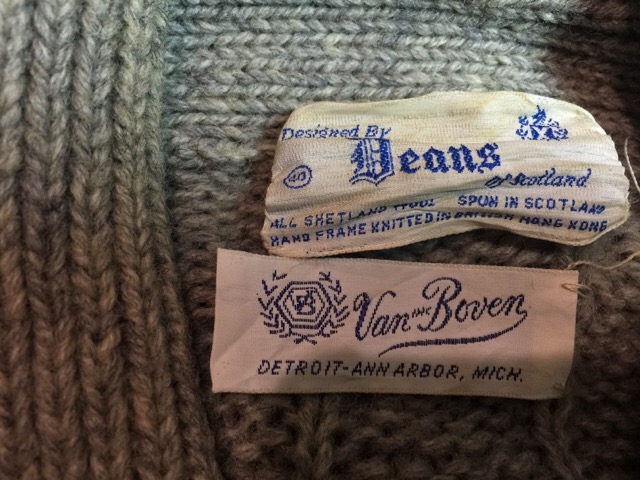 Designed By
Deans
of Scotland
40
ALL SHETLAND WOOL SPUN IN SCOTLAND
HAND FRAME KNITTED IN BRITISH HONG KONG
VB
Van Boven INC
DETROIT-ANN ARBOR, MICH.